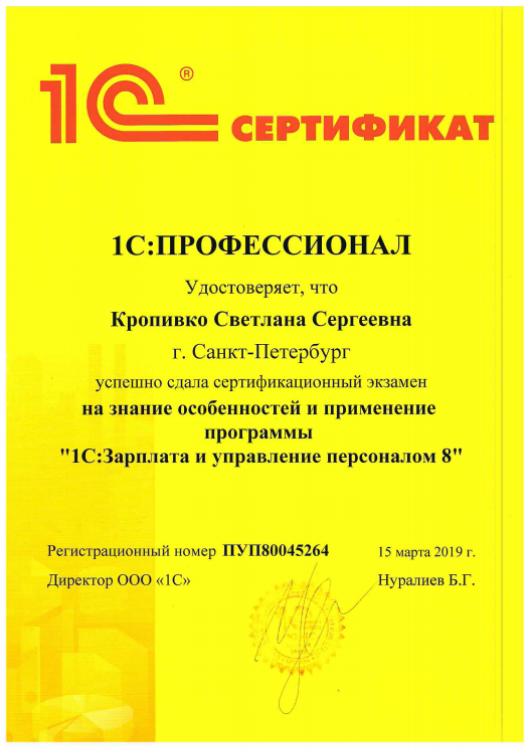 1С® СЕРТИФИКАТ
1С:ПРОФЕССИОНАЛ
Удостоверяет, что
Кропивко Светлана Сергеевна
г. Санкт-Петербург
успешно сдала сертификационный экзамен
на знание особенностей и применение
программы
"1С:Зарплата и управление персоналом 8"
Регистрационный номер ПУП80045264 15 марта 2019 г.
Директор ООО «1С» Нуралиев Б.Г.